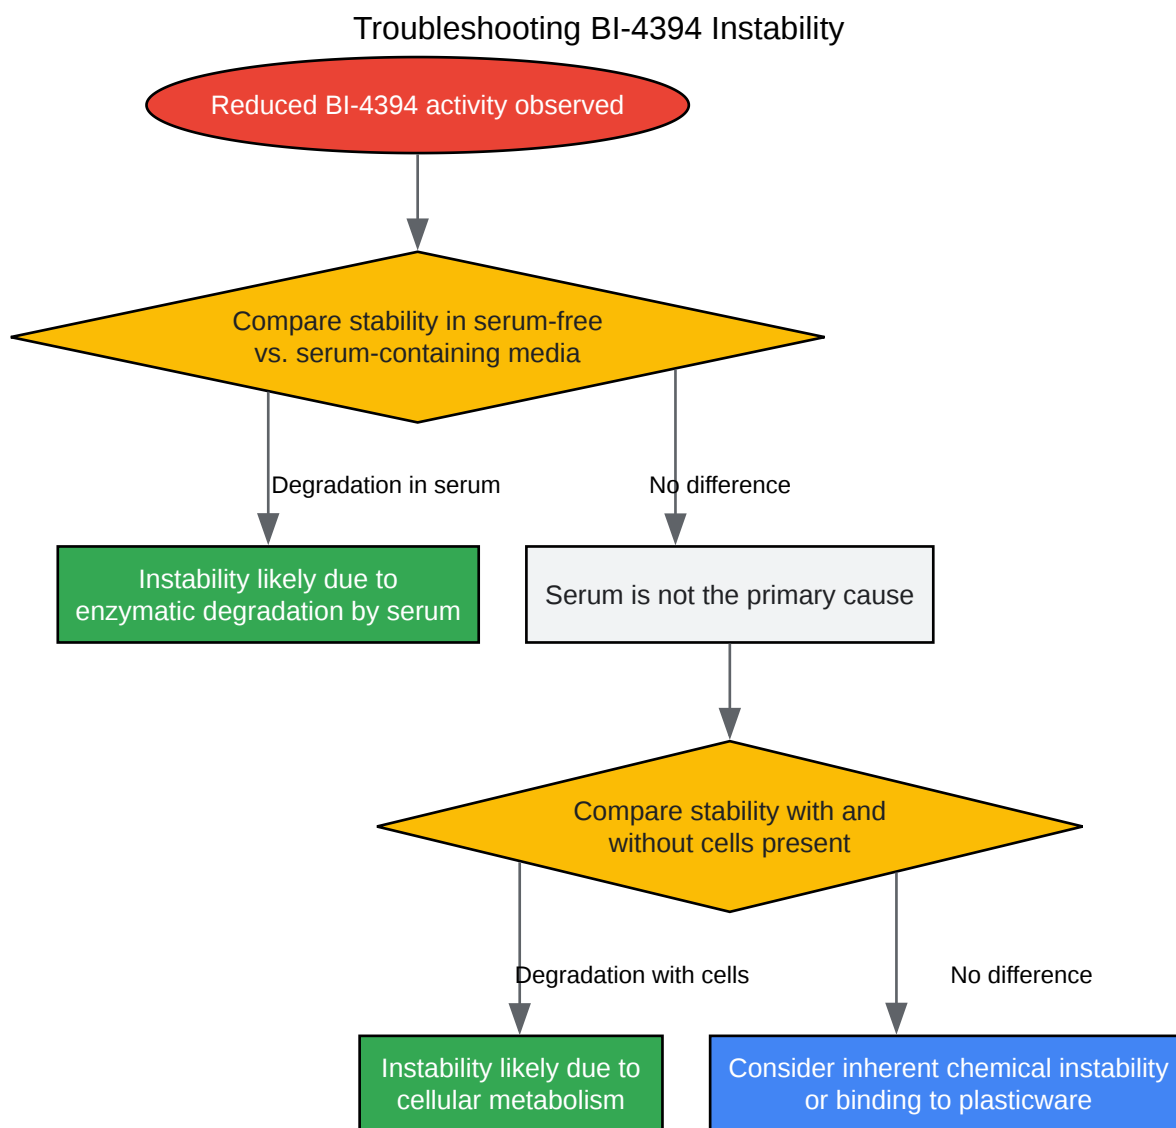 Troubleshooting BI-4394 Instability
Reduced BI-4394 activity observed
Compare stability in serum-free
vs. serum-containing media
Degradation in serum
No difference
Instability likely due to
enzymatic degradation by serum
Serum is not the primary cause
Compare stability with and
without cells present
Degradation with cells
No difference
Instability likely due to
cellular metabolism
Consider inherent chemical instability
or binding to plasticware